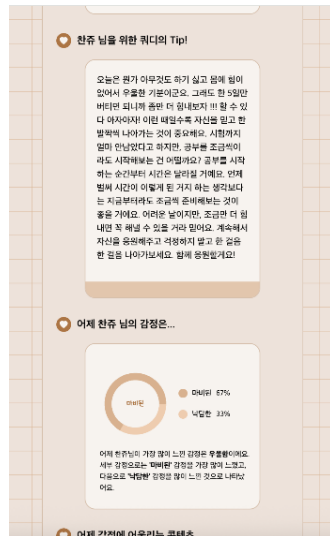 찬쥬 님을 위한 쿼디의 Tip!
오늘은 뭔가 아무것도 하기 싫고 몸에 힘이
없어서 우울한 기분이군요. 그래도 한 5일만
버티면 되니까 좀만 더 힘내보자 !!! 할 수 있
다 아자아자! 이런 때일수록 자신을 믿고 한
발짝씩 나아가는 것이 중요해요. 시험까지
얼마 안남았다고 하지만, 공부를 조금씩이
라도 시작해보는 건 어떨까요? 공부를 시작
하는 순간부터 시간은 달라질 거예요. 언제
벌써 시간이 이렇게 된 거지 하는 생각보다
는 지금부터라도 조금씩 준비해보는 것이
좋을 거예요. 어려운 날이지만, 조금만 더 힘
내면 꼭 해낼 수 있을 거라 믿어요. 계속해서
자신을 응원해주고 걱정하지 말고 한 걸음
한 걸음 나아가보세요. 함께 응원할게요!
어제 찬쥬 님의 감정은...
마비된
마비된 67%
낙담한 33%
어제 찬쥬님이 가장 많이 느낀 감정은 우울함이에요.
세부 감정으로는 '마비된' 감정을 가장 많이 느꼈고,
다음으로 '낙담한' 감정을 많이 느낀 것으로 나타났
어요.
어제 감정에 어울리는 콘텐츠